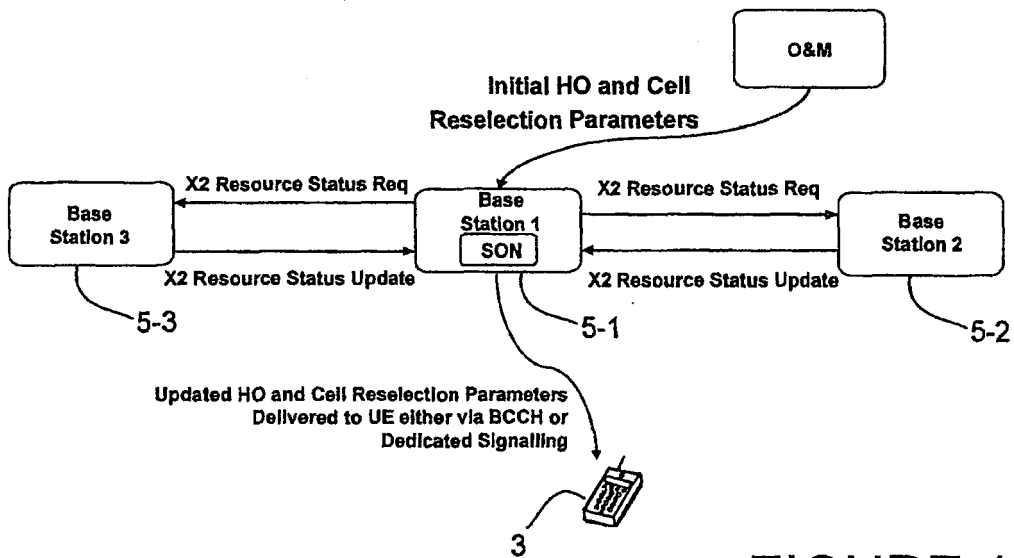 O&M
Initial HO and Cell
Reselection Parameters
X2 Resource Status Req
X2 Resource Status Req
Base
Station 3
Base
Station 1
SON
Base
Station 2
X2 Resource Status Update
X2 Resource Status Update
5-3
5-1
5-2
Updated HO and Cell Reselection Parameters
Delivered to UE either via BCCH or
Dedicated Signalling
3